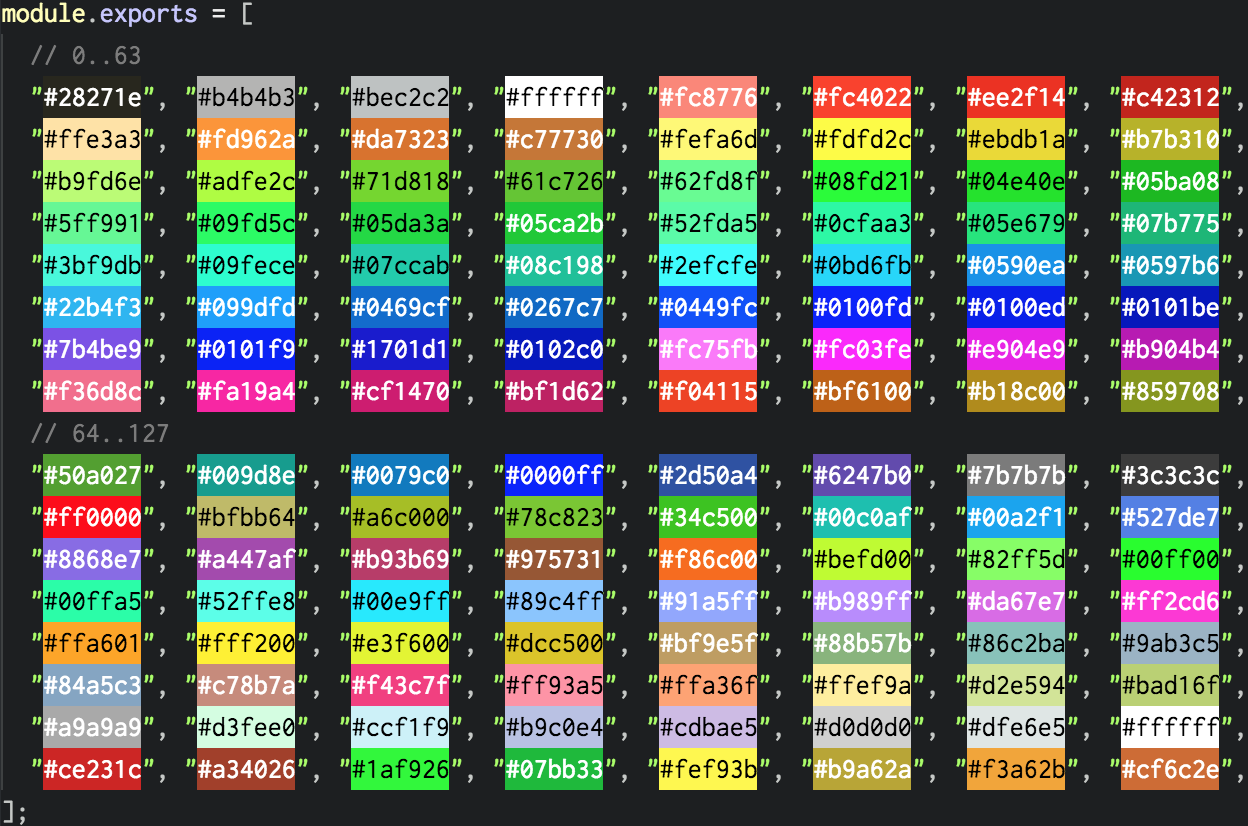 module.exports = [
// 0..63
"#28271e", "#b4b4b3", "#bec2c2", "#ffffff", "#fc8776", "#fc4022", "#ee2f14", "#c42312",
"#ffe3a3", "#fd962a", "#da7323", "#c77730", "#fefa6d", "#fdfd2c", "#ebdb1a", "#b7b310",
"#b9fd6e", "#adfe2c", "#71d818", "#61c726", "#62fd8f", "#08fd21", "#04e40e", "#05ba08",
"#5ff991", "#09fd5c", "#05da3a", "#05ca2b", "#52fda5", "#0cfaa3", "#05e679", "#07b775",
"#3bf9db", "#09fece", "#07ccab", "#08c198", "#2efcfe", "#0bd6fb", "#0590ea", "#0597b6",
"#22b4f3", "#099dfd", "#0469cf", "#0267c7", "#0449fc", "#0100fd", "#0100ed", "#0101be",
"#7b4be9", "#0101f9", "#1701d1", "#0102c0", "#fc75fb", "#fc03fe", "#e904e9", "#b904b4",
"#f36d8c", "#fa19a4", "#cf1470", "#bf1d62", "#f04115", "#bf6100", "#b18c00", "#859708",
// 64..127
"#50a027", "#009d8e", "#0079c0", "#0000ff", "#2d50a4", "#6247b0", "#7b7b7b", "#3c3c3c",
"#ff0000", "#bfbb64", "#a6c000", "#78c823", "#34c500", "#00c0af", "#00a2f1", "#527de7",
"#8868e7", "#a447af", "#b93b69", "#975731", "#f86c00", "#befd00", "#82ff5d", "#00ff00",
"#00ffa5", "#52ffe8", "#00e9ff", "#89c4ff", "#91a5ff", "#b989ff", "#da67e7", "#ff2cd6",
"#ffa601", "#fff200", "#e3f600", "#dcc500", "#bf9e5f", "#88b57b", "#86c2ba", "#9ab3c5",
"#84a5c3", "#c78b7a", "#f43c7f", "#ff93a5", "#ffa36f", "#ffef9a", "#d2e594", "#bad16f",
"#a9a9a9", "#d3fee0", "#ccf1f9", "#b9c0e4", "#cdbae5", "#d0d0d0", "#dfe6e5", "#ffffff",
"#ce231c", "#a34026", "#1af926", "#07bb33", "#fef93b", "#b9a62a", "#f3a62b", "#cf6c2e",
];